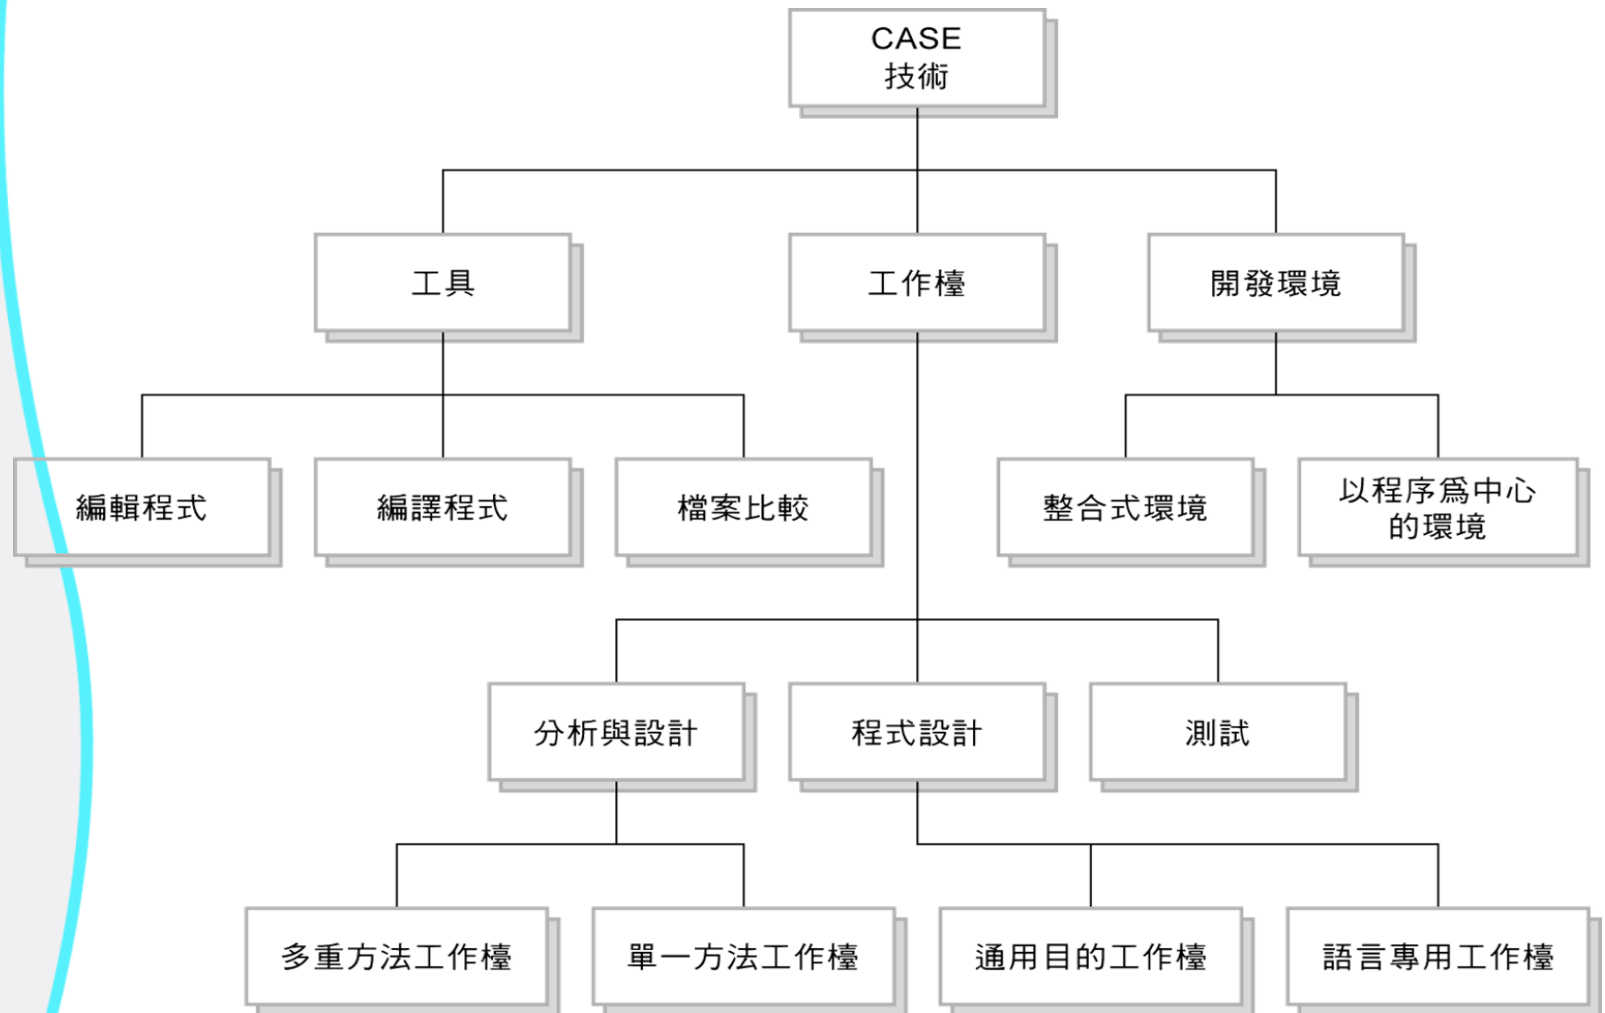 CASE
技術
工具
工作檯
開發環境
編輯程式
編譯程式
檔案比較
整合式環境
以程序爲中心
的環境
分析與設計
程式設計
測試
多重方法工作檯
單一方法工作檯
通用目的工作檯
語言專用工作檯